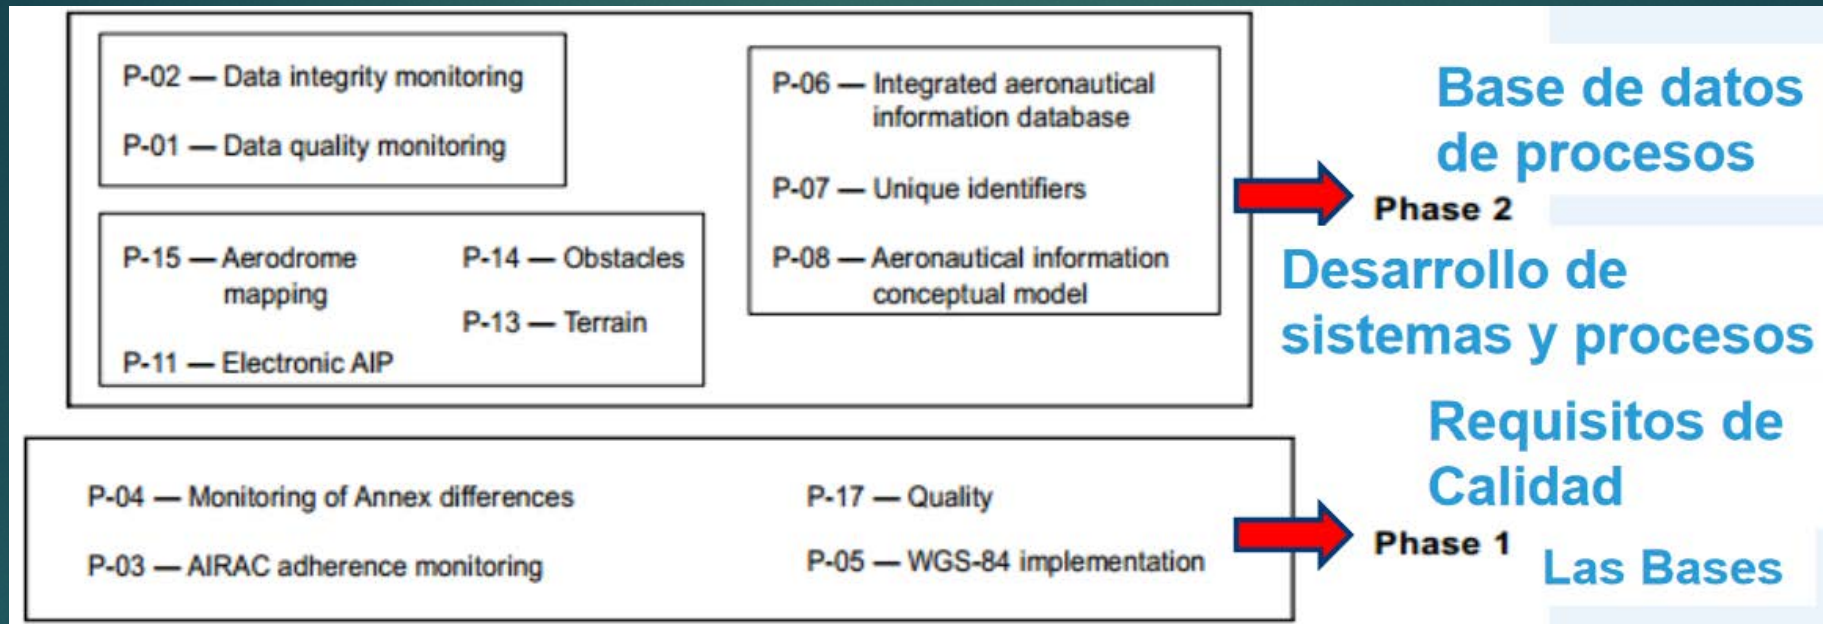 P-02 — Data integrity monitoring
P-01 — Data quality monitoring
P-15 — Aerodrome
mapping
P-14 — Obstacles
P-13 — Terrain
P-11 — Electronic AIP
P-06 — Integrated aeronautical
information database
P-07 — Unique identifiers
P-08 — Aeronautical information
conceptual model
Base de datos
de procesos
Phase 2
Desarrollo de
sistemas y procesos
P-04 — Monitoring of Annex differences
P-03 — AIRAC adherence monitoring
P-17 — Quality
P-05 — WGS-84 implementation
Requisitos de
Calidad
Phase 1
Las Bases